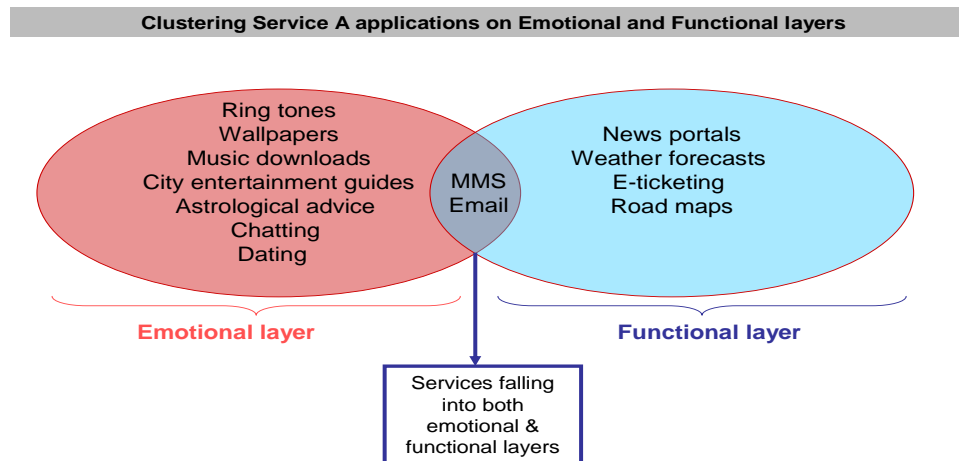 Clustering Service A applications on Emotional and Functional layers
Ring tones
Wallpapers
Music downloads
City entertainment guides
Astrological advice
Chatting
Dating
MMS
Email
News portals
Weather forecasts
E-ticketing
Road maps
Emotional layer
Functional layer
Services falling
into both
emotional &
functional layers